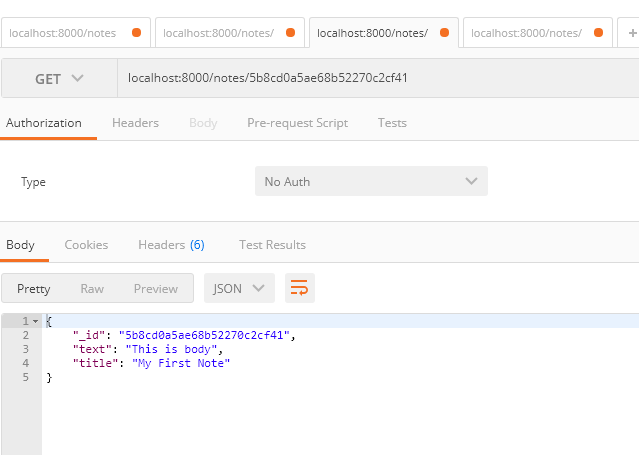 localhost:8000/notes localhost:8000/notes/ localhost:8000/notes/ localhost:8000/notes/ +
GET localhost:8000/notes/5b8cd0a5ae68b52270c2cf41
Authorization Headers Body Pre-request Script Tests
Type No Auth
Body Cookies Headers (6) Test Results
Pretty Raw Preview JSON
1 {
2 "_id": "5b8cd0a5ae68b52270c2cf41",
3 "text": "This is body",
4 "title": "My First Note"
5 }